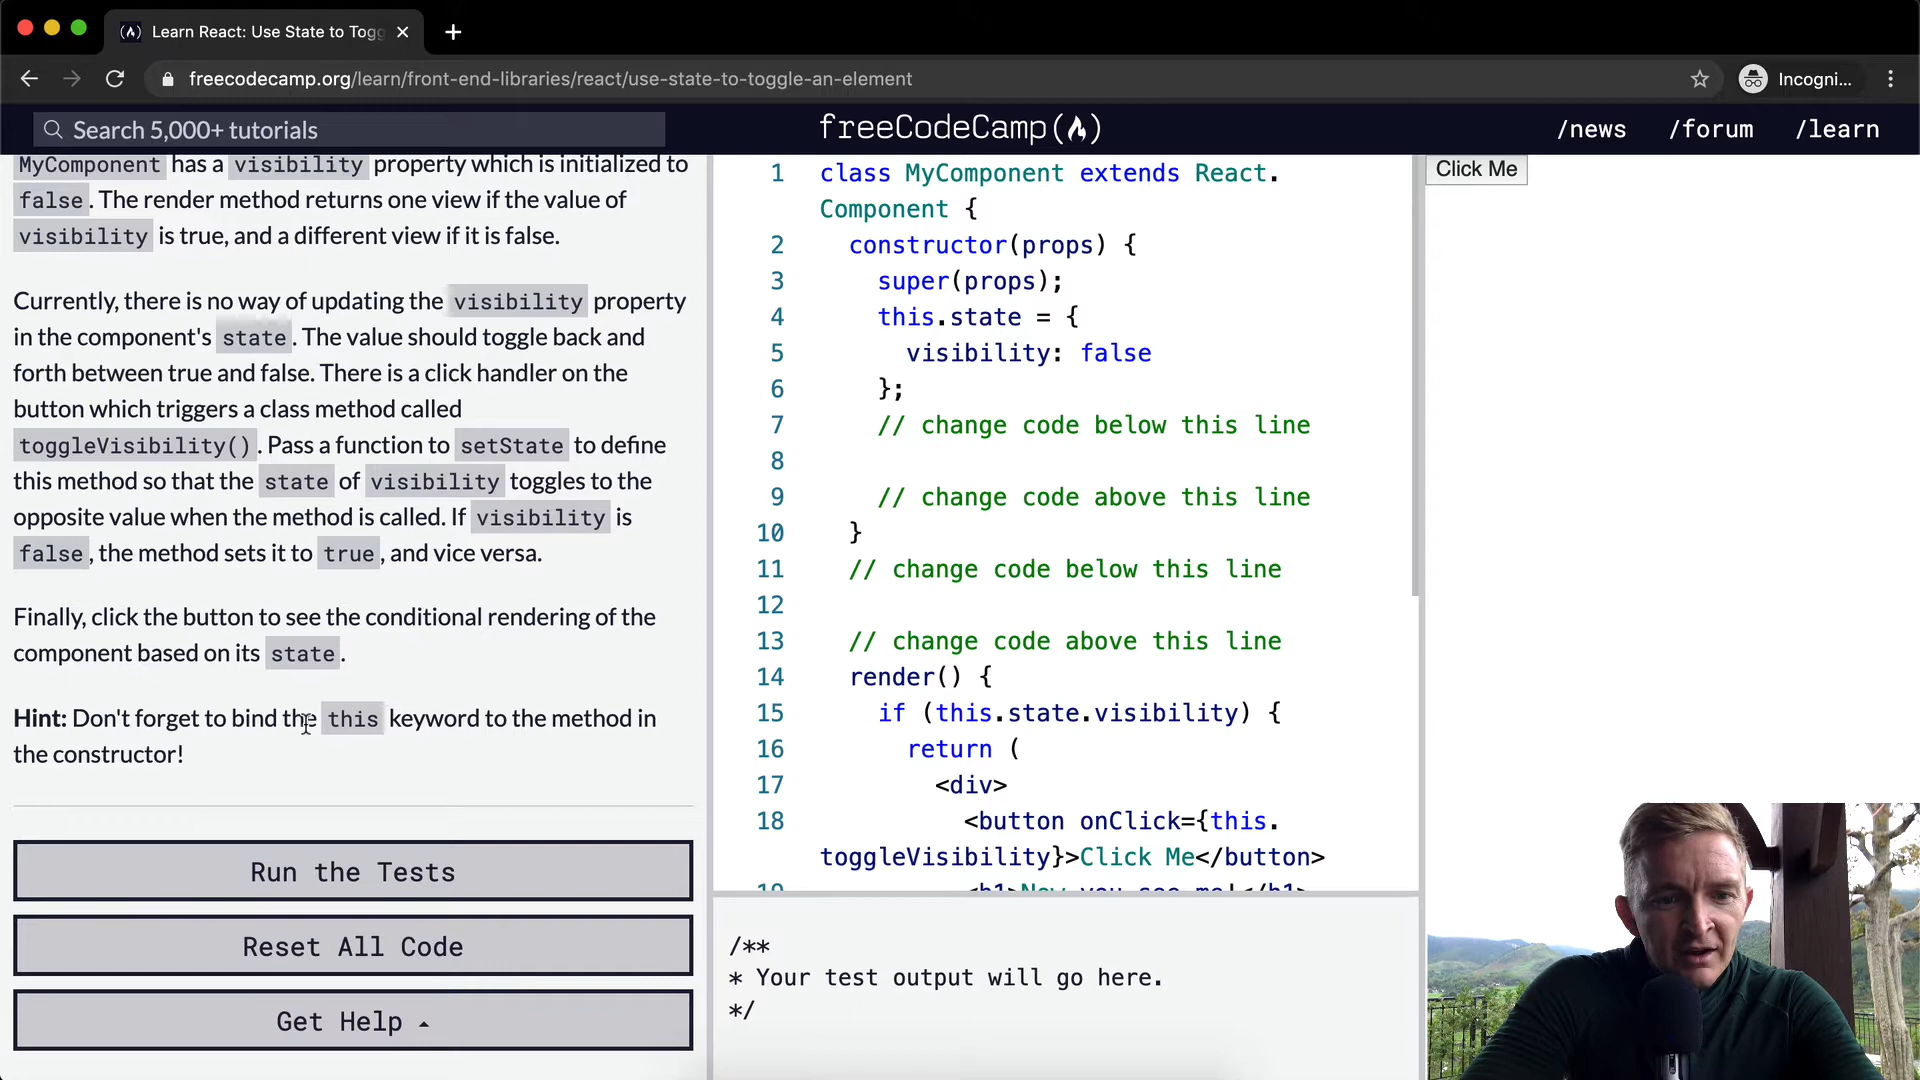 Learn React: Use State to Togg
freecodecamp.org/learn/front-end-libraries/react/use-state-to-toggle-an-element
Incogni...
Search 5,000+ tutorials
freeCodeCamp
/news /forum /learn
MyComponent has a visibility property which is initialized to
false. The render method returns one view if the value of
visibility is true, and a different view if it is false.
Currently, there is no way of updating the visibility property
in the component's state. The value should toggle back and
forth between true and false. There is a click handler on the
button which triggers a class method called
toggleVisibility(). Pass a function to setState to define
this method so that the state of visibility toggles to the
opposite value when the method is called. If visibility is
false, the method sets it to true, and vice versa.
Finally, click the button to see the conditional rendering of the
component based on its state.
Hint: Don't forget to bind the this keyword to the method in
the constructor!
Run the Tests
Reset All Code
Get Help
1 class MyComponent extends React.
Component {
2 constructor(props) {
3 super(props);
4 this.state = {
5 visibility: false
6 };
7 // change code below this line
8
9 // change code above this line
10 }
11 // change code below this line
12
13 // change code above this line
14 render() {
15 if (this.state.visibility) {
16 return (
17 <div>
18 <button onClick={this.
toggleVisibility}>Click Me</button>
19 <h1>Now you see me!</h1>
/**
* Your test output will go here.
*/
Click Me